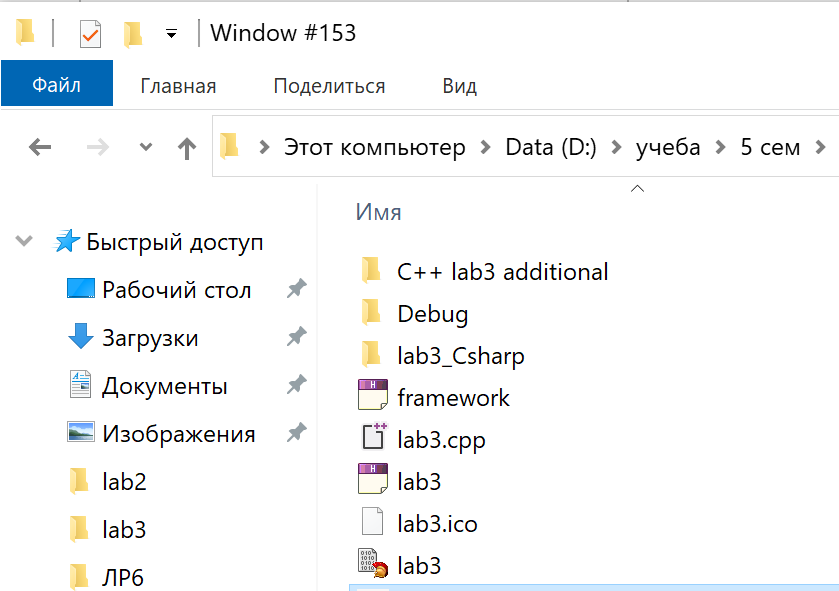 Window #153
Файл Главная Поделиться Вид
Этот компьютер Data (D:) учеба 5 сем
Имя
Быстрый доступ
Рабочий стол
Загрузки
Документы
Изображения
lab2
lab3
ЛР6
C++ lab3 additional
Debug
lab3_Csharp
framework
lab3.cpp
lab3
lab3.ico
lab3